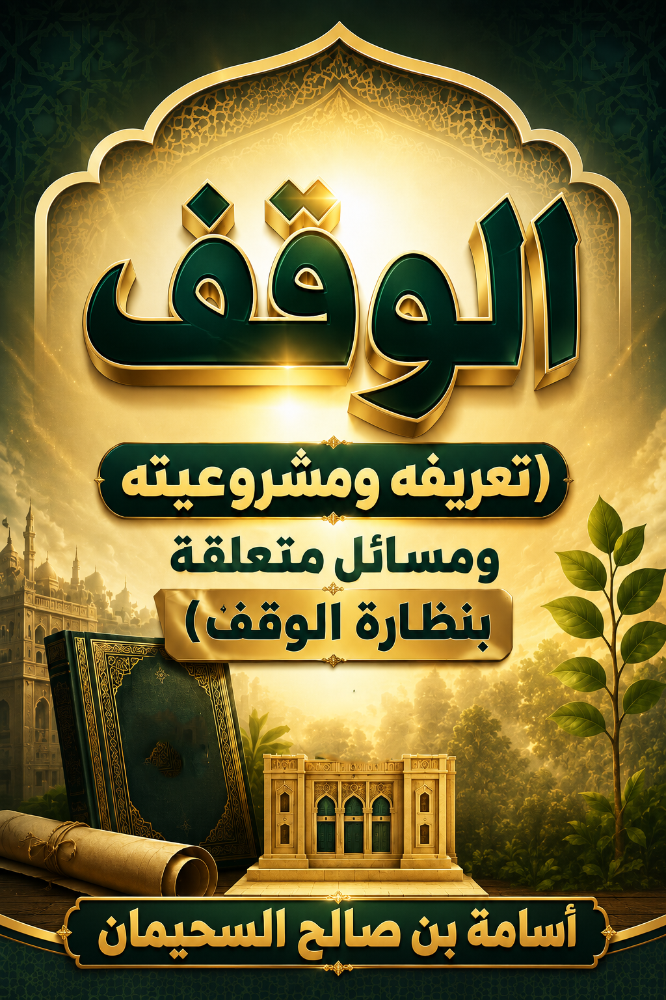 الوقف
(تعريفه ومشروعيته
ومسائل متعلقة
بنظارة الوقف)
أسامة بن صالح السحيمان